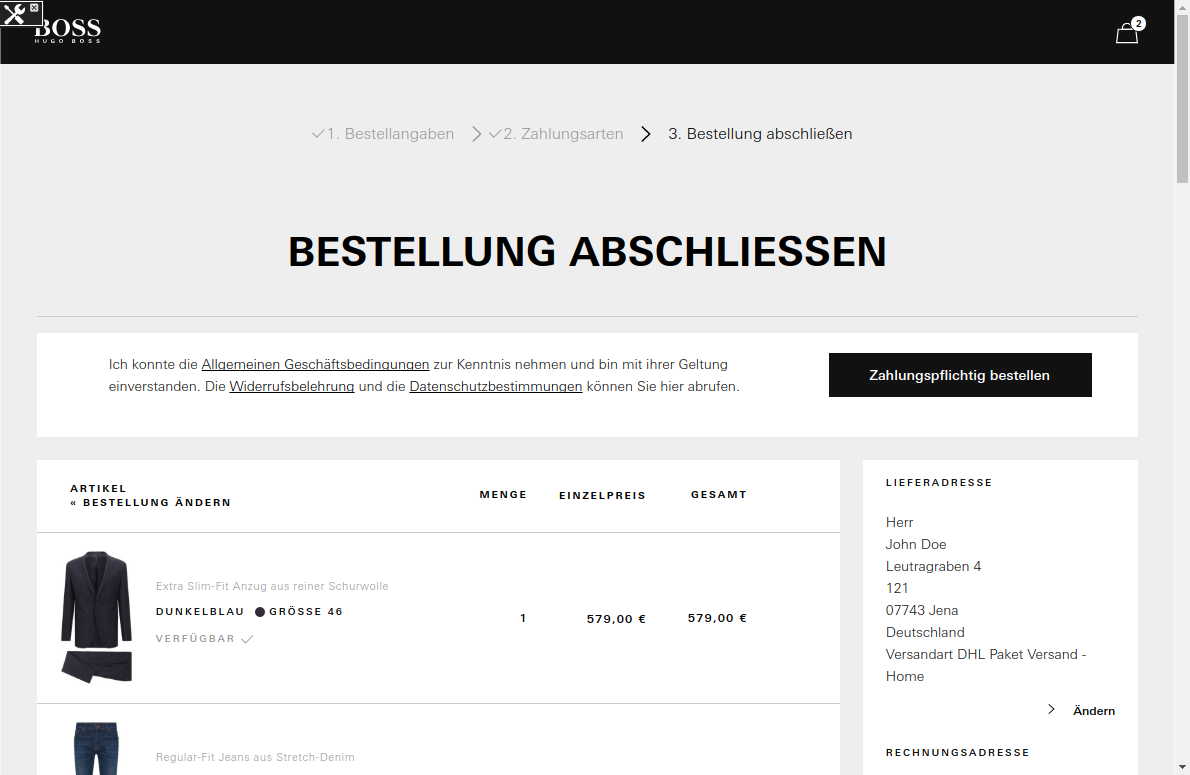 BOSS
HUGO BOSS
2
1. Bestellangaben 2. Zahlungsarten 3. Bestellung abschließen
BESTELLUNG ABSCHLIESSEN
Ich konnte die Allgemeinen Geschäftsbedingungen zur Kenntnis nehmen und bin mit ihrer Geltung
einverstanden. Die Widerrufsbelehrung und die Datenschutzbestimmungen können Sie hier abrufen.
Zahlungspflichtig bestellen
ARTIKEL
« BESTELLUNG ÄNDERN
MENGE EINZELPREIS GESAMT
Extra Slim-Fit Anzug aus reiner Schurwolle
DUNKELBLAU GRÖSSE 46
VERFÜGBAR
1 579,00 € 579,00 €
Regular-Fit Jeans aus Stretch-Denim
LIEFERADRESSE
Herr
John Doe
Leutragraben 4
121
07743 Jena
Deutschland
Versandart DHL Paket Versand -
Home
Ändern
RECHNUNGSADRESSE